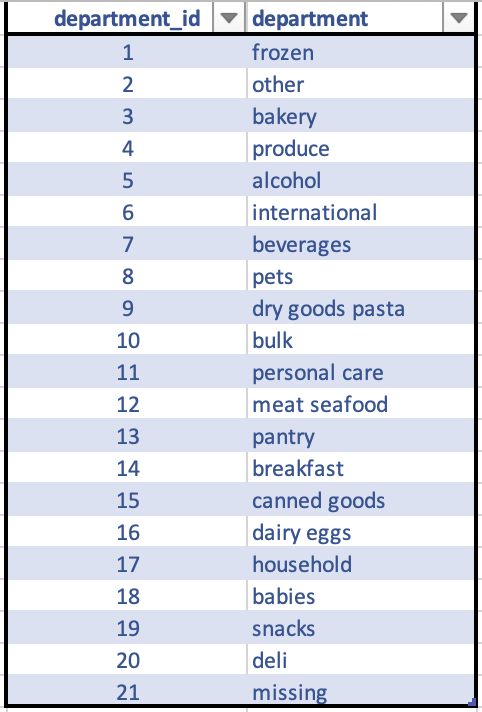 department_id department
1 frozen
2 other
3 bakery
4 produce
5 alcohol
6 international
7 beverages
8 pets
9 dry goods pasta
10 bulk
11 personal care
12 meat seafood
13 pantry
14 breakfast
15 canned goods
16 dairy eggs
17 household
18 babies
19 snacks
20 deli
21 missing